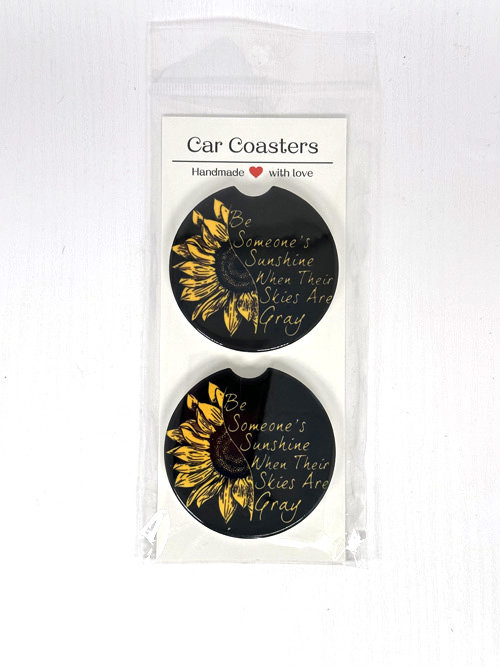 Car Coasters
Handmade ❤ with love
Be
Someone's
Sunshine
When Their
Skies Are
Gray
Be
Someone's
Sunshine
When Their
Skies Are
Gray